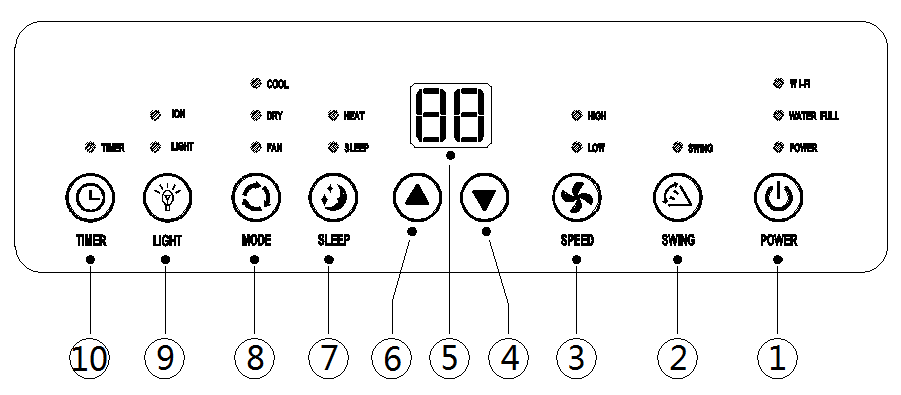 COOL
WI-FI
ION
DRY
HEAT
88
HIGH
WATER FULL
TIMER
LIGHT
FAN
SLEEP
LOW
SWING
POWER
TIMER
LIGHT
MODE
SLEEP
SPEED
SWING
POWER
10
9
8
7
6
5
4
3
2
1